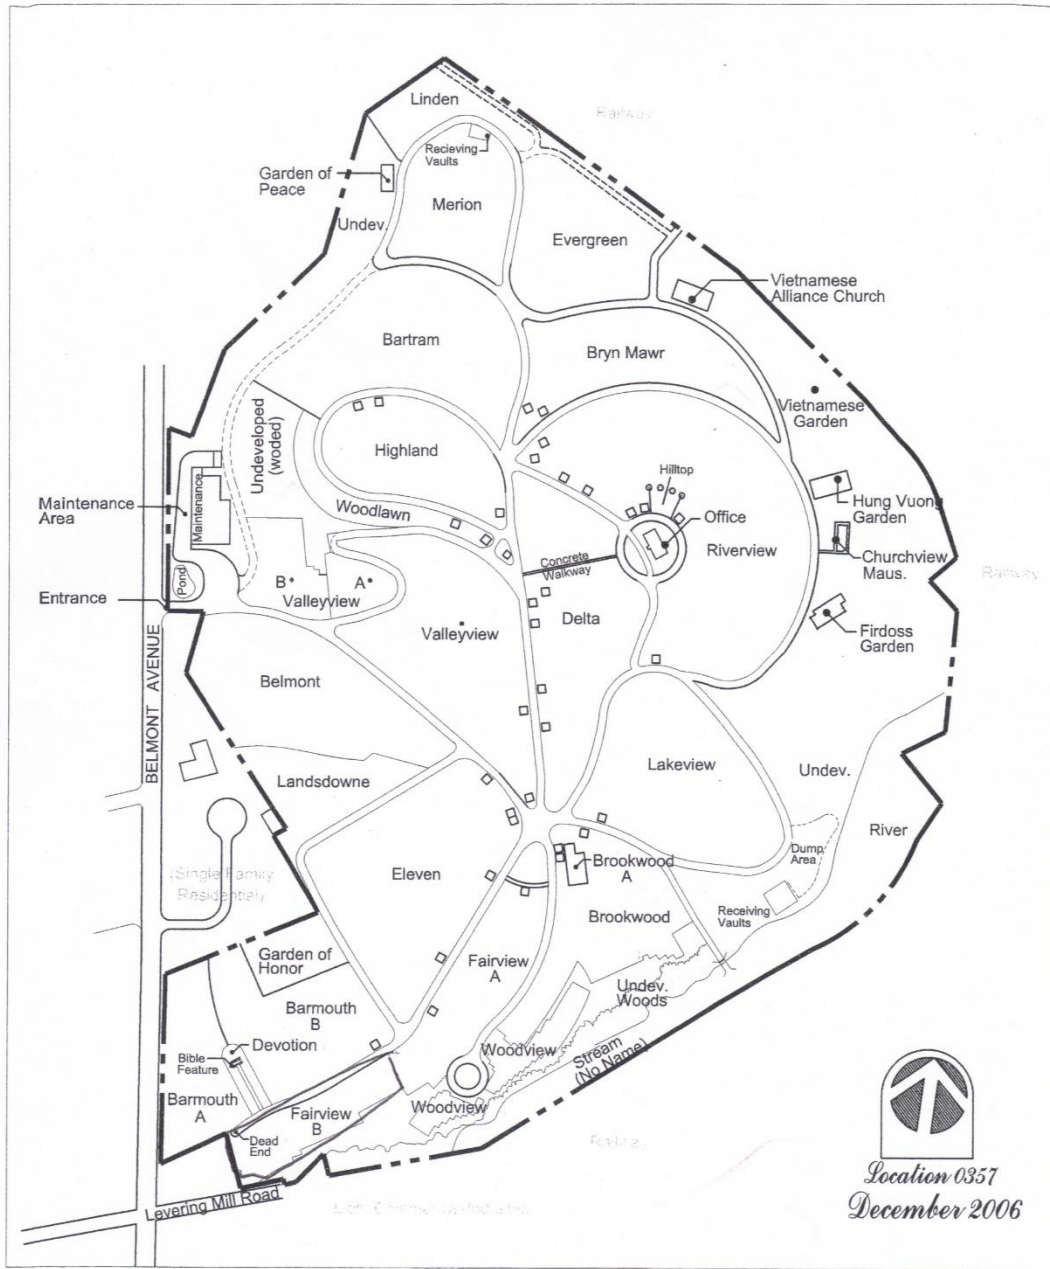 Linden
Railway
Recieving
Vaults
Garden of
Peace
Merion
Undev.
Evergreen
Vietnamese
Alliance Church
Bartram
Bryn Mawr
Vietnamese
Garden
Undeveloped
(woded)
Highland
Hilltop
Maintenance
Area
Maintenance
Woodlawn
Hung Vuong
Garden
Office
Riverview
Concrete
Walkway
Churchview
Maus.
Railway
Pond
Entrance
B
A
Valleyview
Valleyview
Delta
Firdoss
Garden
BELMONT AVENUE
Belmont
Landsdowne
Lakeview
Undev.
River
Dump
Area
(Single Family
Residential)
Eleven
Brookwood
A
Brookwood
Receiving
Vaults
Garden of
Honor
Fairview
A
Undev.
Woods
Barmouth
B
Devotion
Bible
Feature
Woodview
Stream
(No Name)
Barmouth
A
Fairview
B
Woodview
Dead
End
Railway
Levering Mill Road
Location 0357
December 2006